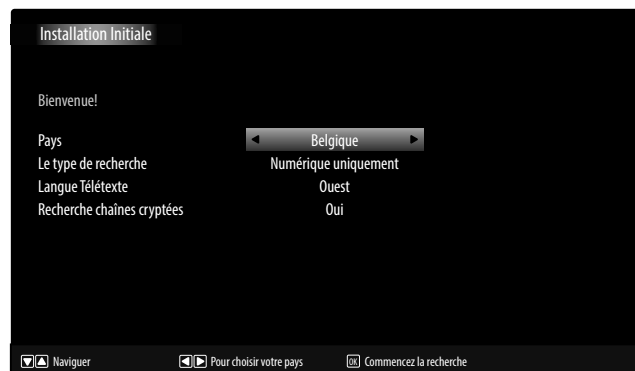 Installation Initiale
Bienvenue!
Pays Belgique
Le type de recherche Numérique uniquement
Langue Télétexte Ouest
Recherche chaînes cryptées Oui
Naviguer Pour choisir votre pays OK Commencez la recherche